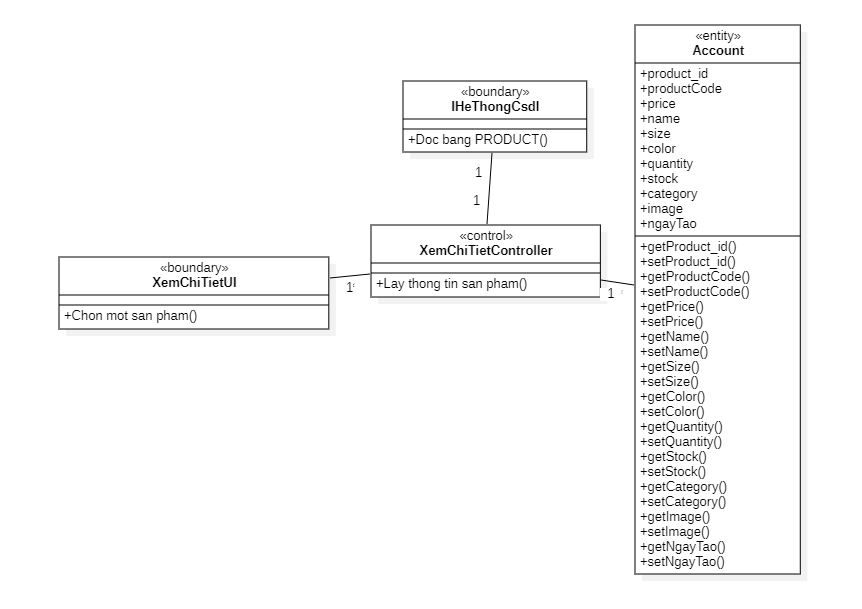 «entity»
Account
+product_id
+productCode
+price
+name
+size
+color
+quantity
+stock
+category
+image
+ngayTao
+getProduct_id()
+setProduct_id()
+getProductCode()
+setProductCode()
+getPrice()
+setPrice()
+getName()
+setName()
+getSize()
+setSize()
+getColor()
+setColor()
+getQuantity()
+setQuantity()
+getStock()
+setStock()
+getCategory()
+setCategory()
+getImage()
+setImage()
+getNgayTao()
+setNgayTao()
«boundary»
IHeThongCsdl
+Doc bang PRODUCT()
1
1
«control»
XemChiTietController
+Lay thong tin san pham()
1
«boundary»
XemChiTietUI
+Chon mot san pham()
1